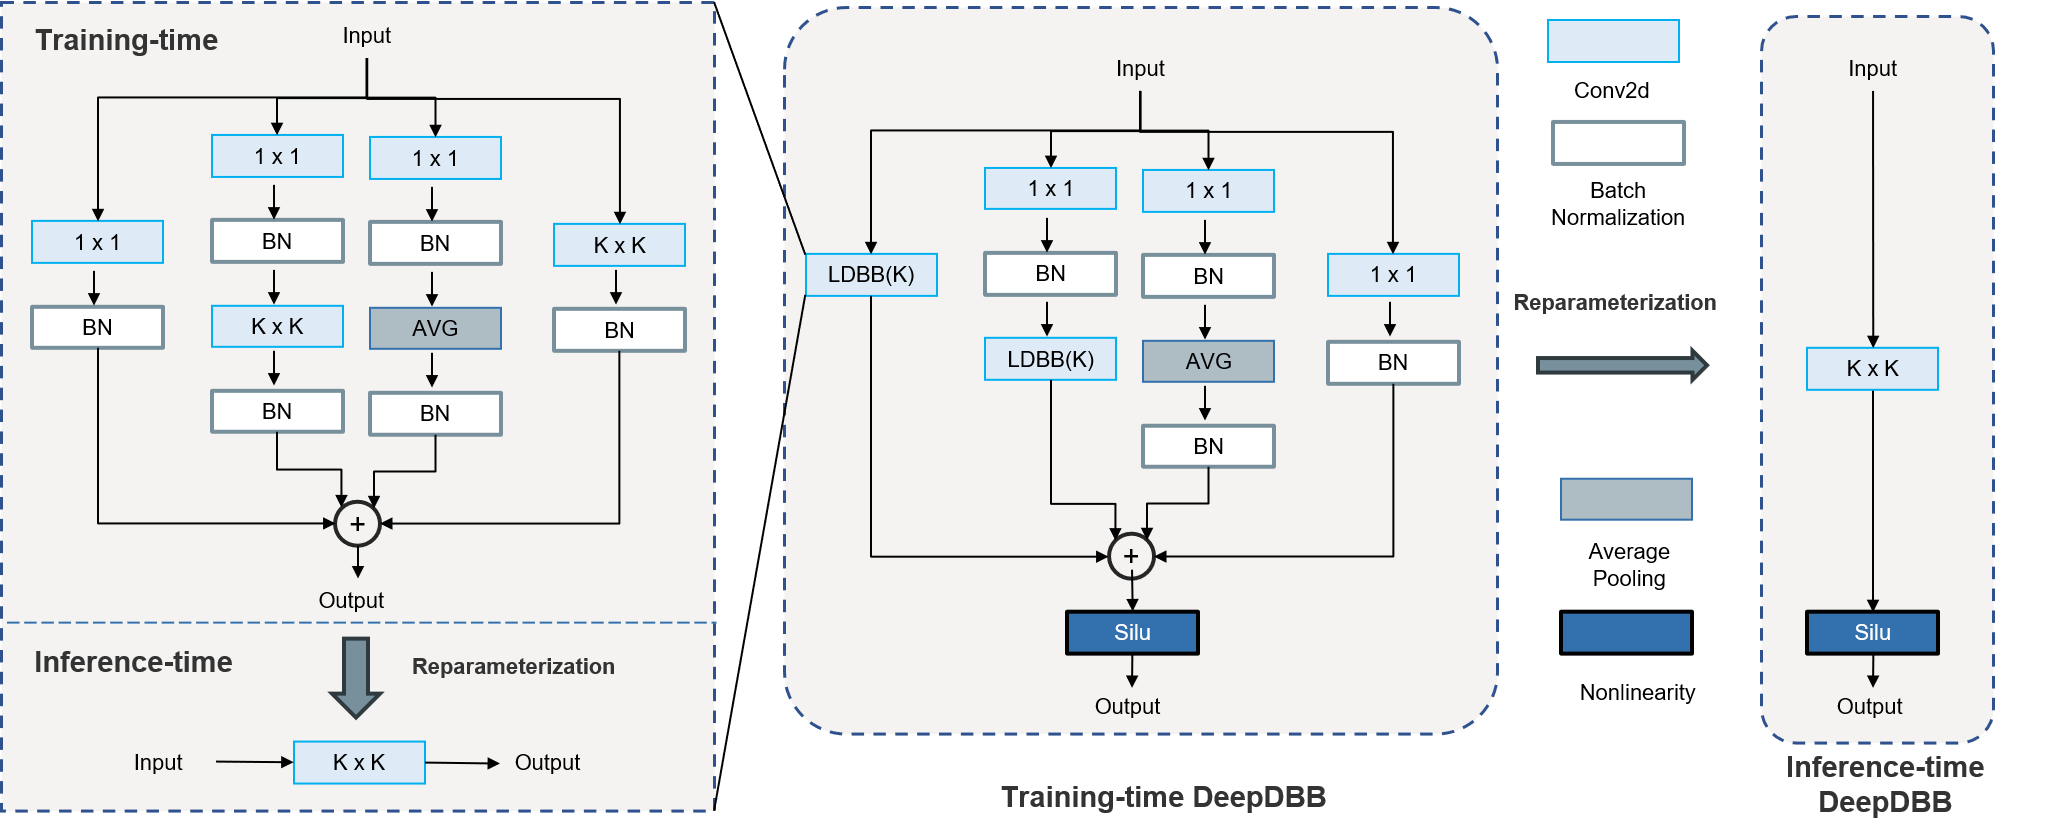 Training-time
Input
1 x 1
1 x 1
BN
BN
1 x 1
K x K
K x K
AVG
BN
BN
BN
BN
+
Output
Inference-time
Reparameterization
Input
K x K
Output
Input
1 x 1
1 x 1
LDBB(K)
BN
BN
1 x 1
LDBB(K)
AVG
BN
BN
+
Silu
Output
Training-time DeepDBB
Conv2d
Batch
Normalization
Reparameterization
Average
Pooling
Nonlinearity
Input
K x K
Silu
Output
Inference-time
DeepDBB